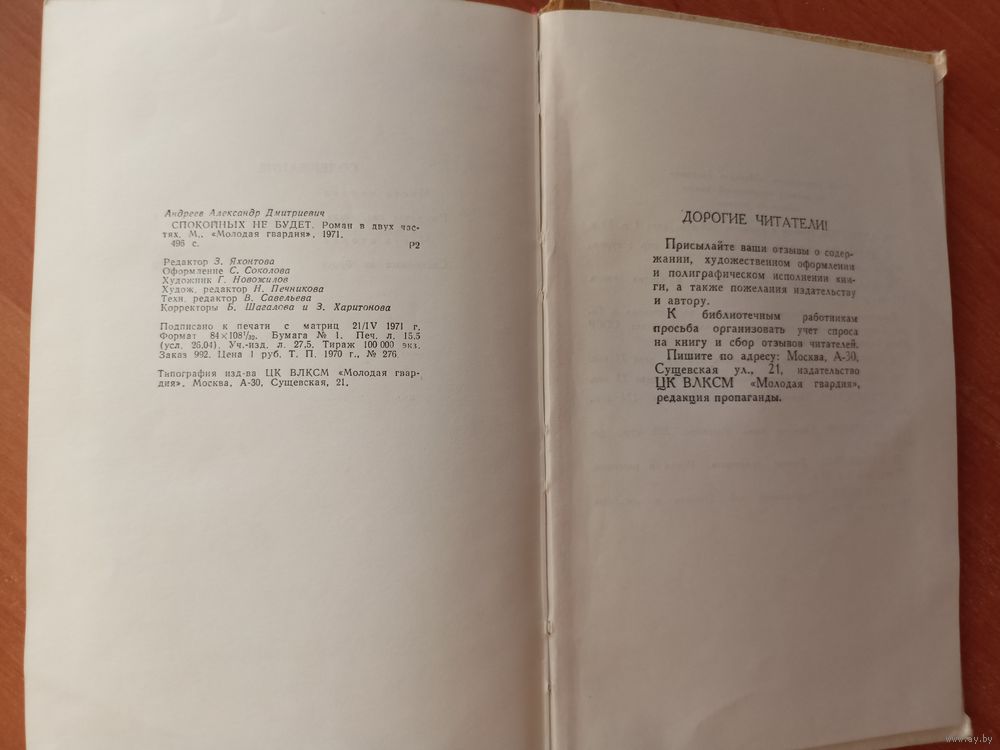 Андреев Александр Дмитриевич
СПОКОЙНЫХ НЕ БУДЕТ. Роман в двух час-
тях. М., «Молодая гвардия», 1971.
496 с. Р2
Редактор З. Яхонтова
Оформление С. Соколова
Художник Г. Новожилов
Худож. редактор Н. Печникова
Техн. редактор В. Савельева
Корректоры Б. Шагалова и З. Харитонова
Подписано к печати с матриц 21/IV 1971 г.
Формат 84×108¹/₃₂. Бумага № 1. Печ. л. 15,5
(усл. 26,04). Уч.-изд. л. 27,5. Тираж 100 000 экз.
Заказ 992. Цена 1 руб. Т. П. 1970 г., № 276.
Типография изд-ва ЦК ВЛКСМ «Молодая гвар-
дия». Москва, А-30, Сущевская, 21.
ДОРОГИЕ ЧИТАТЕЛИ!
Присылайте ваши отзывы о содер-
жании, художественном оформлении
и полиграфическом исполнении кни-
ги, а также пожелания издательству
и автору.
К библиотечным работникам
просьба организовать учет спроса
на книгу и сбор отзывов читателей.
Пишите по адресу: Москва, А-30,
Сущевская ул., 21, издательство
ЦК ВЛКСМ «Молодая гвардия»,
редакция пропаганды.
www.ay.by